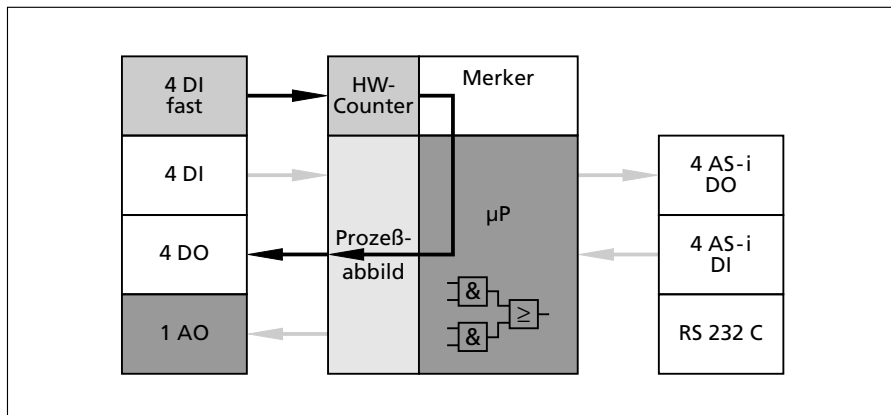 4 DI
fast
4 DI
4 DO
1 AO
HW-
Counter
Merker
Prozeß-
abbild
µP
&
&
≥
4 AS-i
DO
4 AS-i
DI
RS 232 C